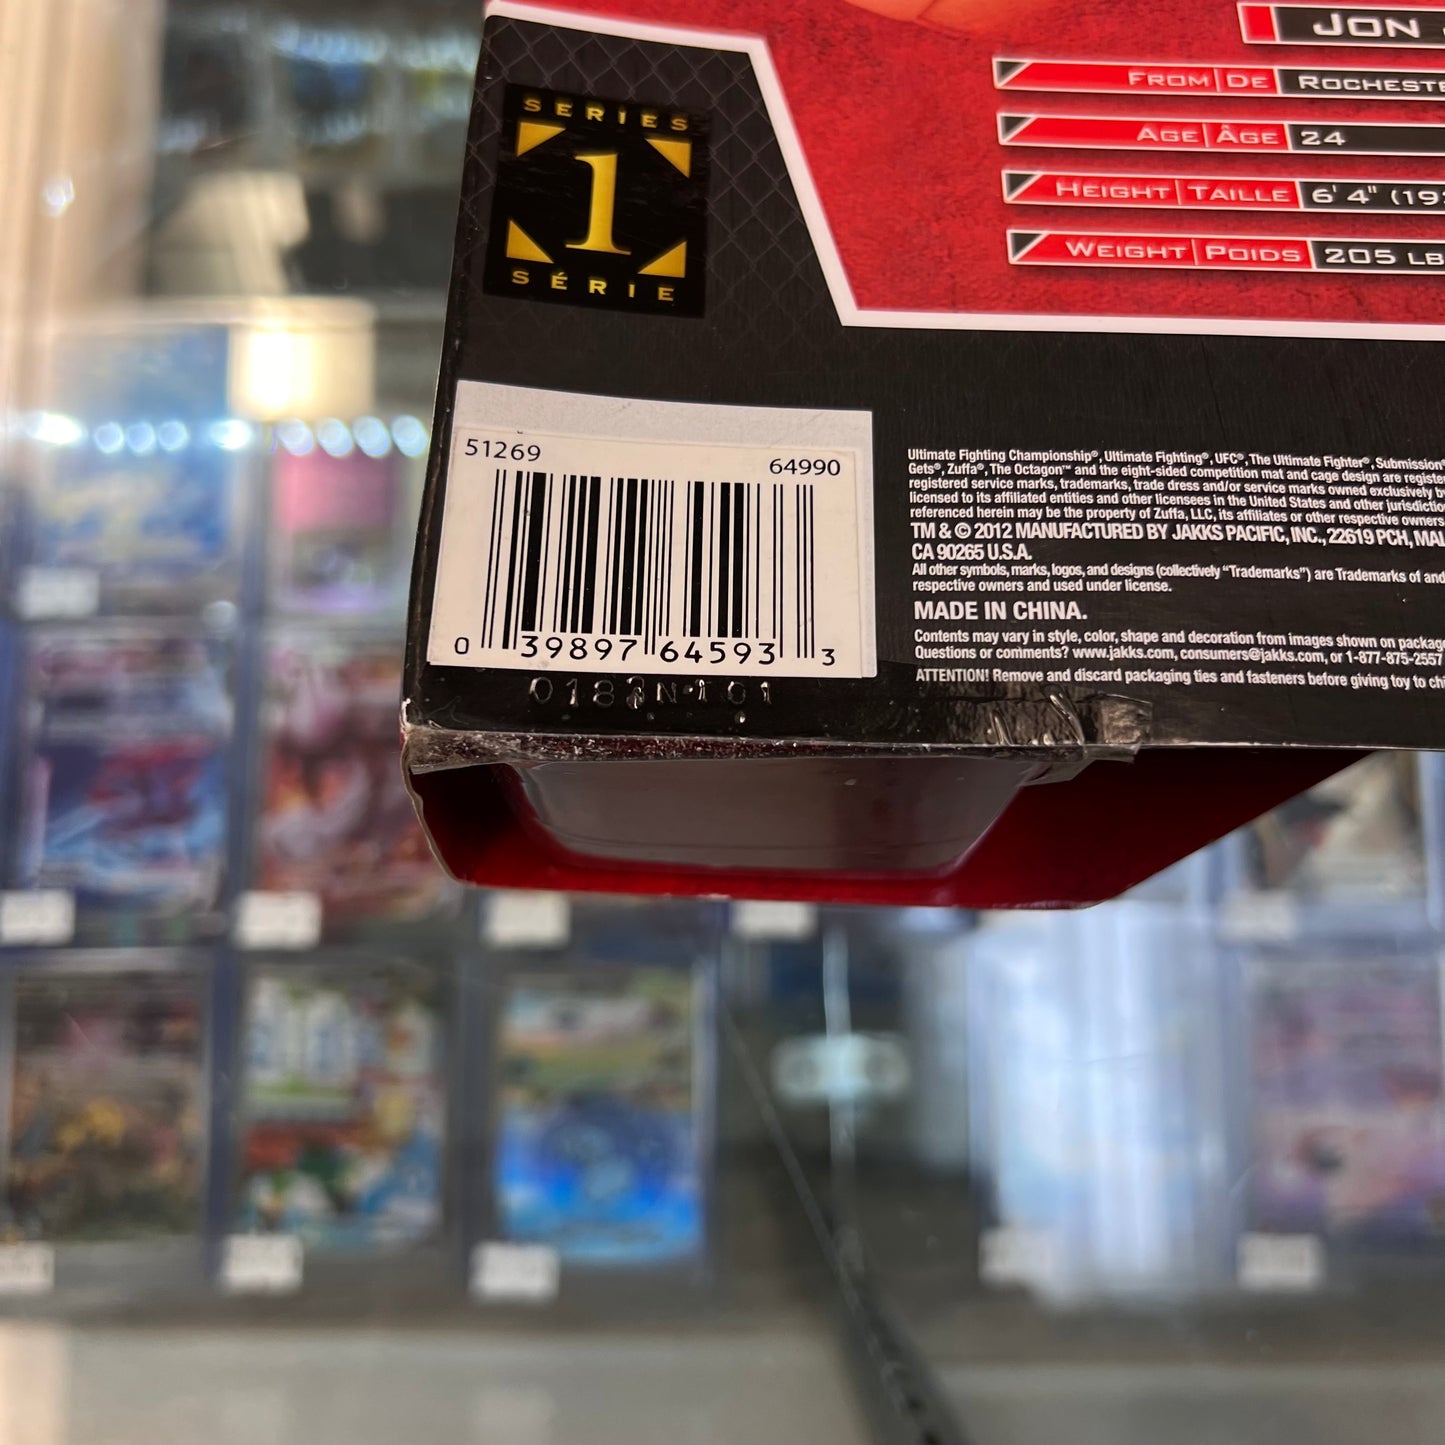 JON
FROM|DE ROCHESTE
AGE|ÂGE 24
HEIGHT|TAILLE 6' 4" (19
WEIGHT|POIDS 205 LB
SERIES
1
SÉRIE
51269
64990
0 39897 64593 3
Ultimate Fighting Championship®, Ultimate Fighting®, UFC®, The Ultimate Fighter®, Submission®
Gets®, Zuffa®, The Octagon™ and the eight-sided competition mat and cage design are registe
registered service marks, trademarks, trade dress and/or service marks owned exclusively b
licensed to its affiliated entities and other licensees in the United States and other jurisdictio
referenced herein may be the property of Zuffa, LLC, its affiliates or other respective owners
TM & © 2012 MANUFACTURED BY JAKKS PACIFIC, INC., 22619 PCH, MAL
CA 90265 U.S.A.
All other symbols, marks, logos, and designs (collectively “Trademarks”) are Trademarks of and
respective owners and used under license.
MADE IN CHINA.
Contents may vary in style, color, shape and decoration from images shown on packag
Questions or comments? www.jakks.com, consumers@jakks.com, or 1-877-875-2557
ATTENTION! Remove and discard packaging ties and fasteners before giving toy to chi